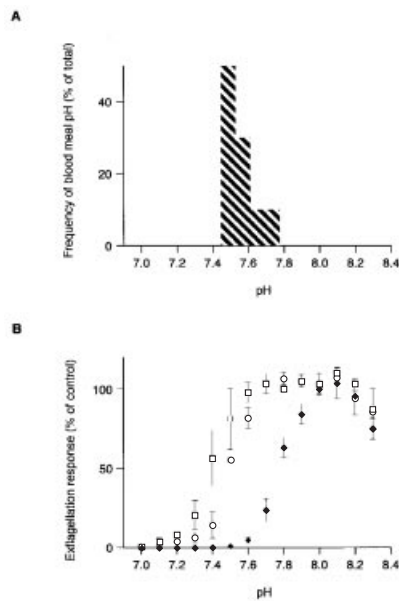 A
Frequency of blood meal pH (% of total)
40
20
0
7.0 7.2 7.4 7.6 7.8 8.0 8.2 8.4
pH
B
Exflagellation response (% of control)
100
50
0
7.0 7.2 7.4 7.6 7.8 8.0 8.2 8.4
pH